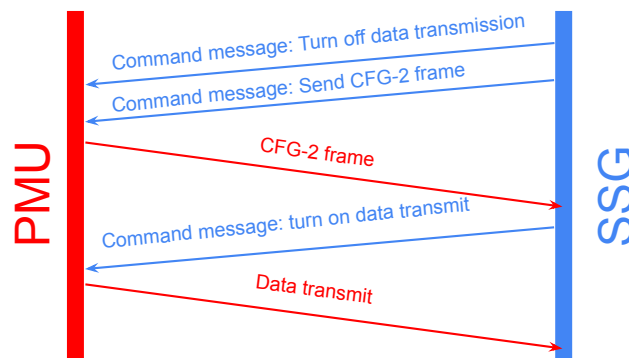 Command message: Turn off data transmission
Command message: Send CFG-2 frame
PMU
CFG-2 frame
SSG
Command message: turn on data transmit
Data transmit